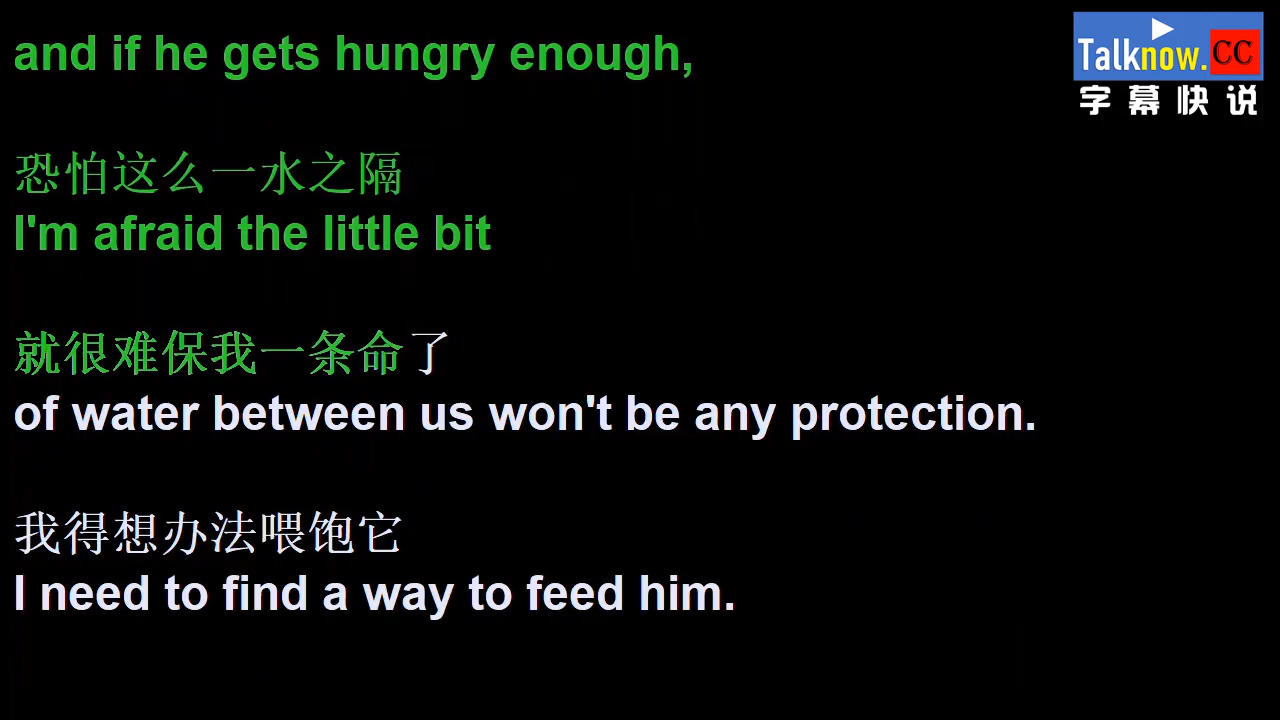 and if he gets hungry enough,
Talknow.CC
字幕快说
恐怕这么一水之隔
I'm afraid the little bit
就很难保我一条命了
of water between us won't be any protection.
我得想办法喂饱它
I need to find a way to feed him.